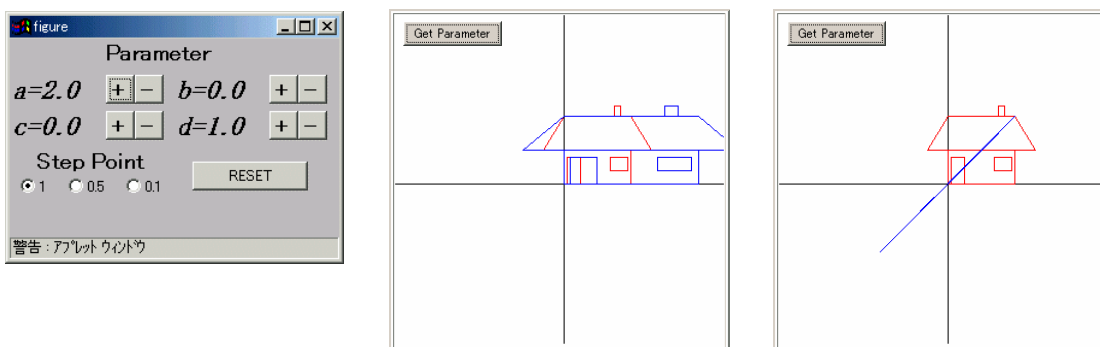 figure
Parameter
a=2.0 + − b=0.0 + −
c=0.0 + − d=1.0 + −
Step Point
1 0.5 0.1
RESET
警告 : アプレット ウィンドウ
Get Parameter
Get Parameter